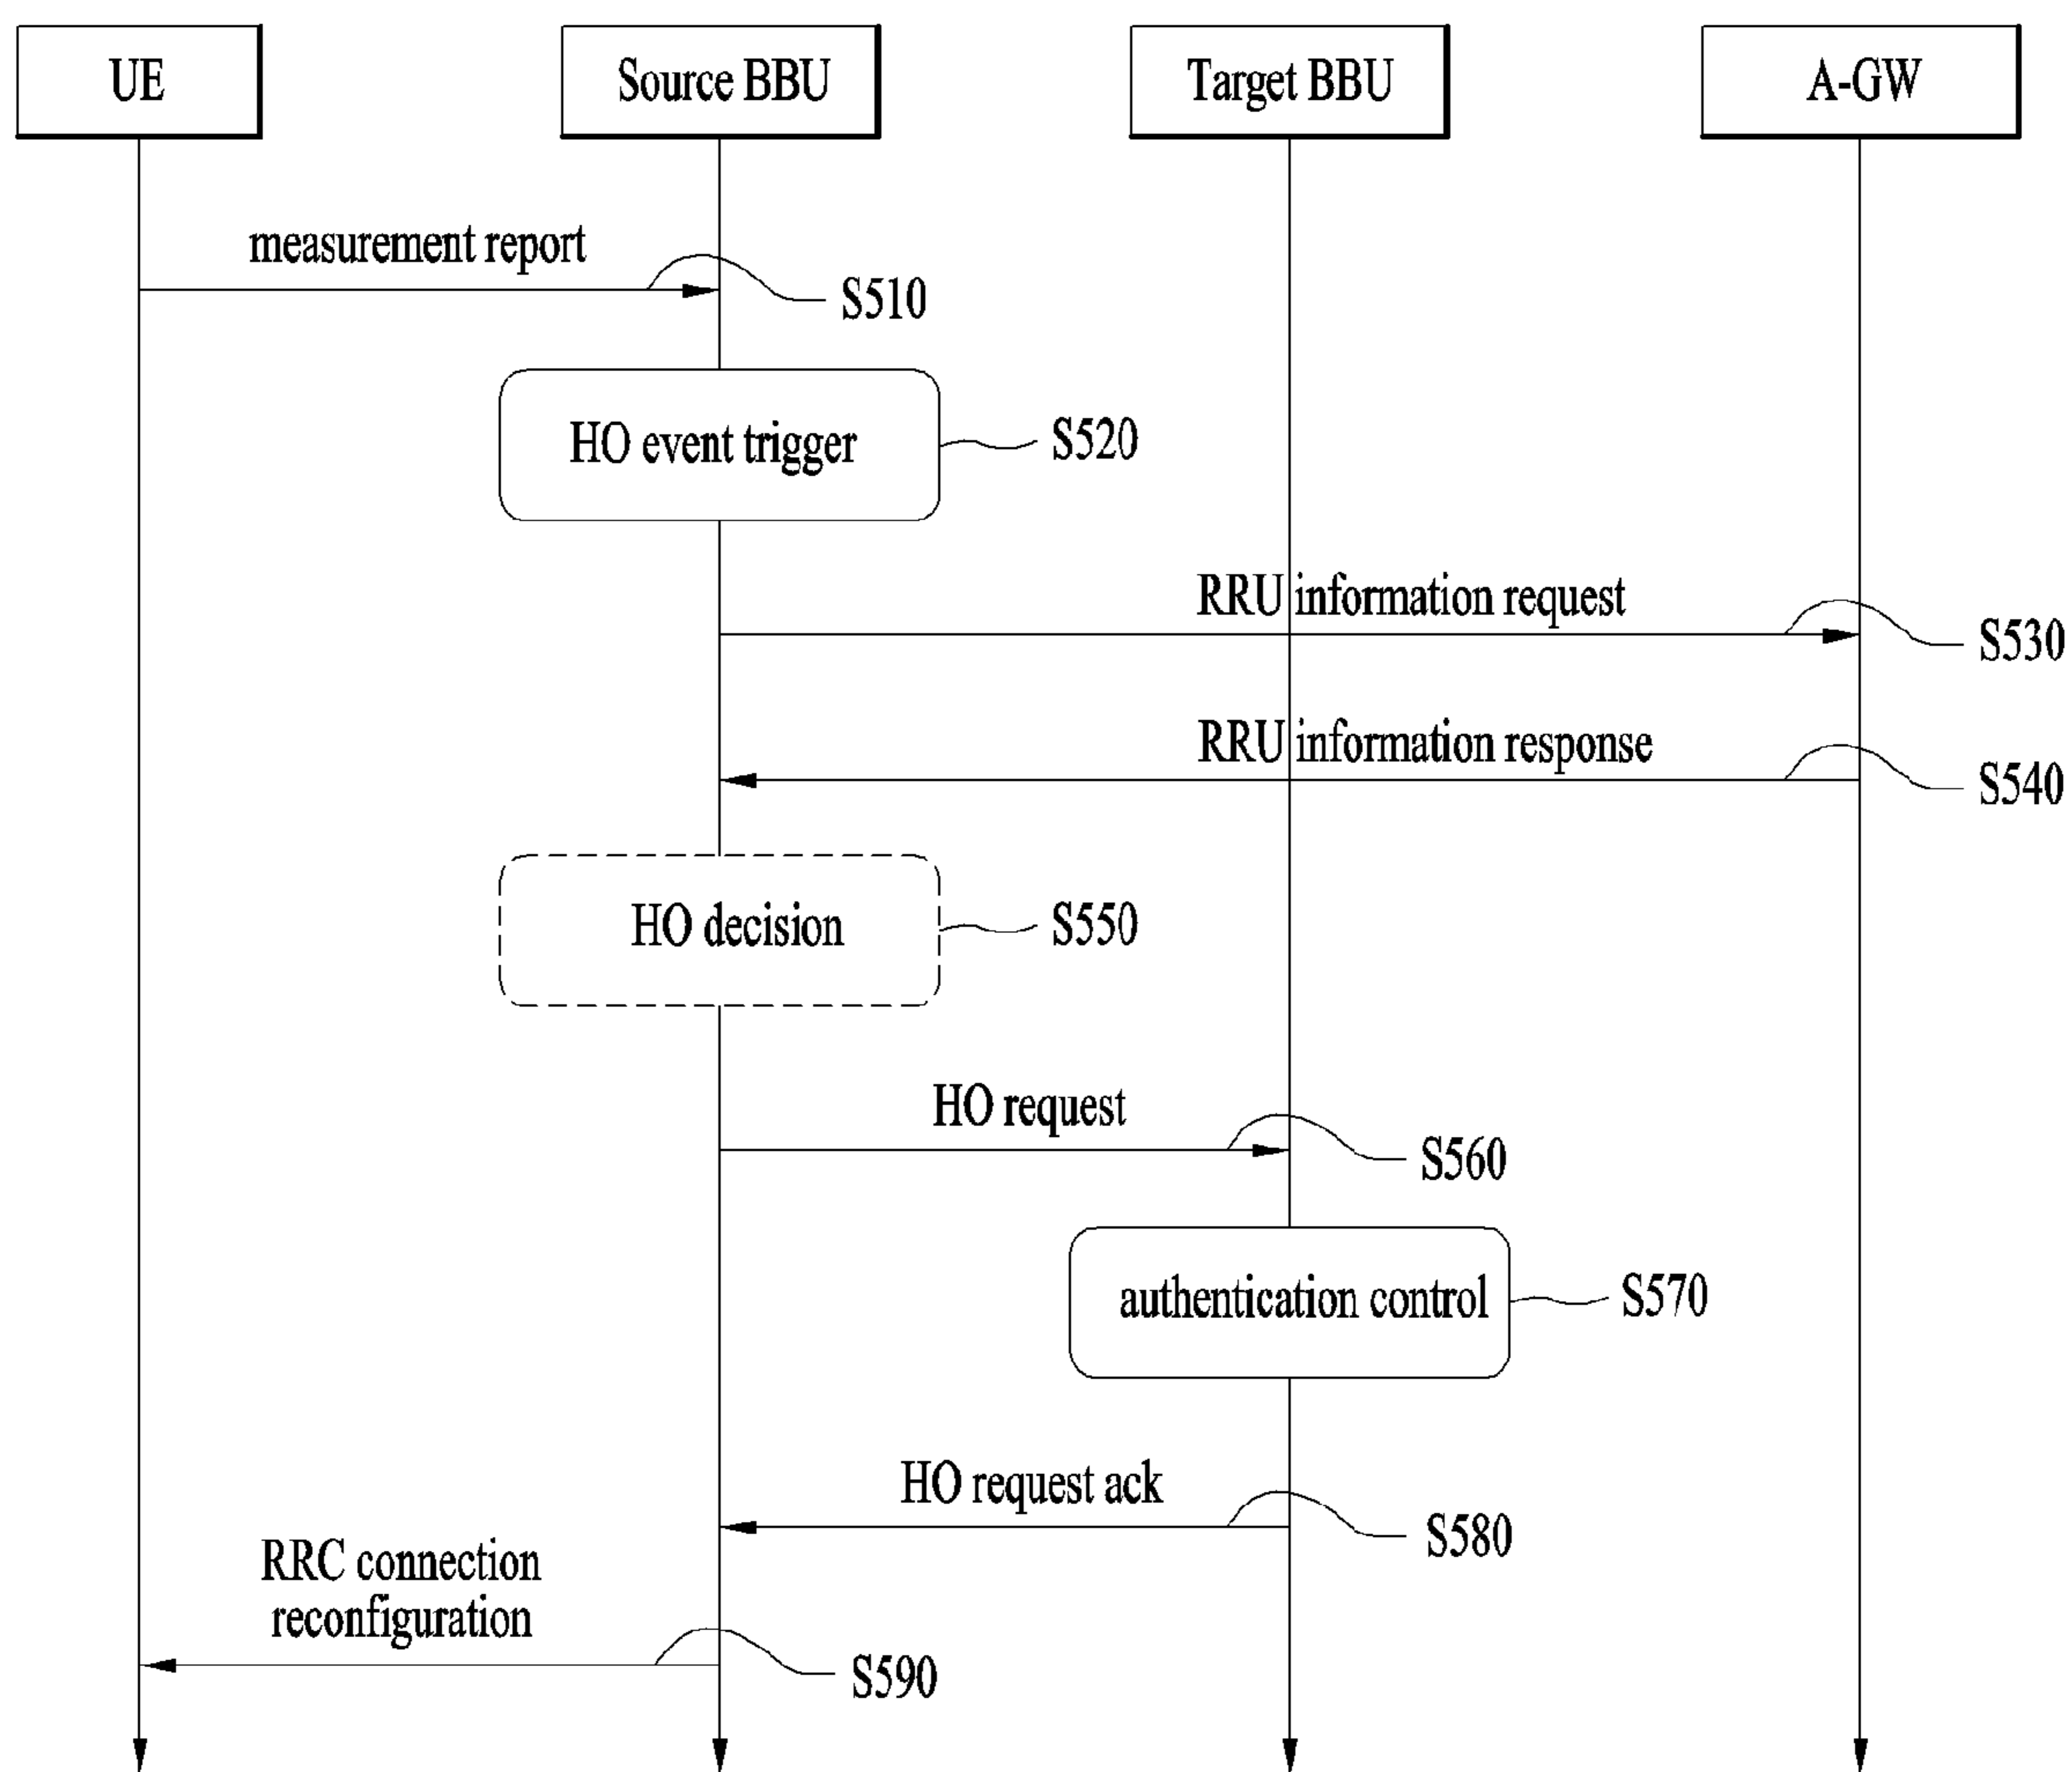 UE
Source BBU
Target BBU
A-GW
measurement report
S510
HO event trigger
S520
RRU information request
S530
RRU information response
S540
HO decision
S550
HO request
S560
authentication control
S570
HO request ack
S580
RRC connection
reconfiguration
S590